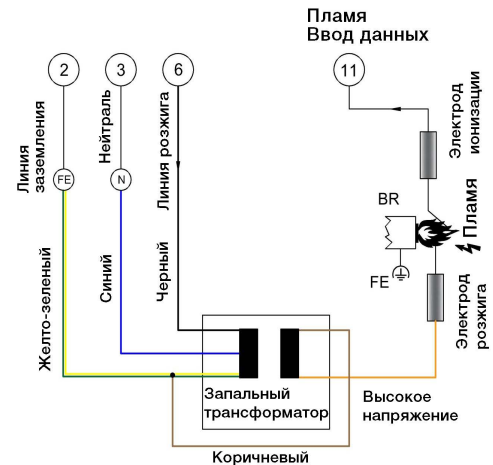 Пламя
Ввод данных
2
3
6
11
Линия
заземления
Нейтраль
Линия розжига
Электрод
ионизации
FE
N
BR
Пламя
FE
Желто-зеленый
Синий
Черный
Электрод
розжига
Запальный
трансформатор
Высокое
напряжение
Коричневый